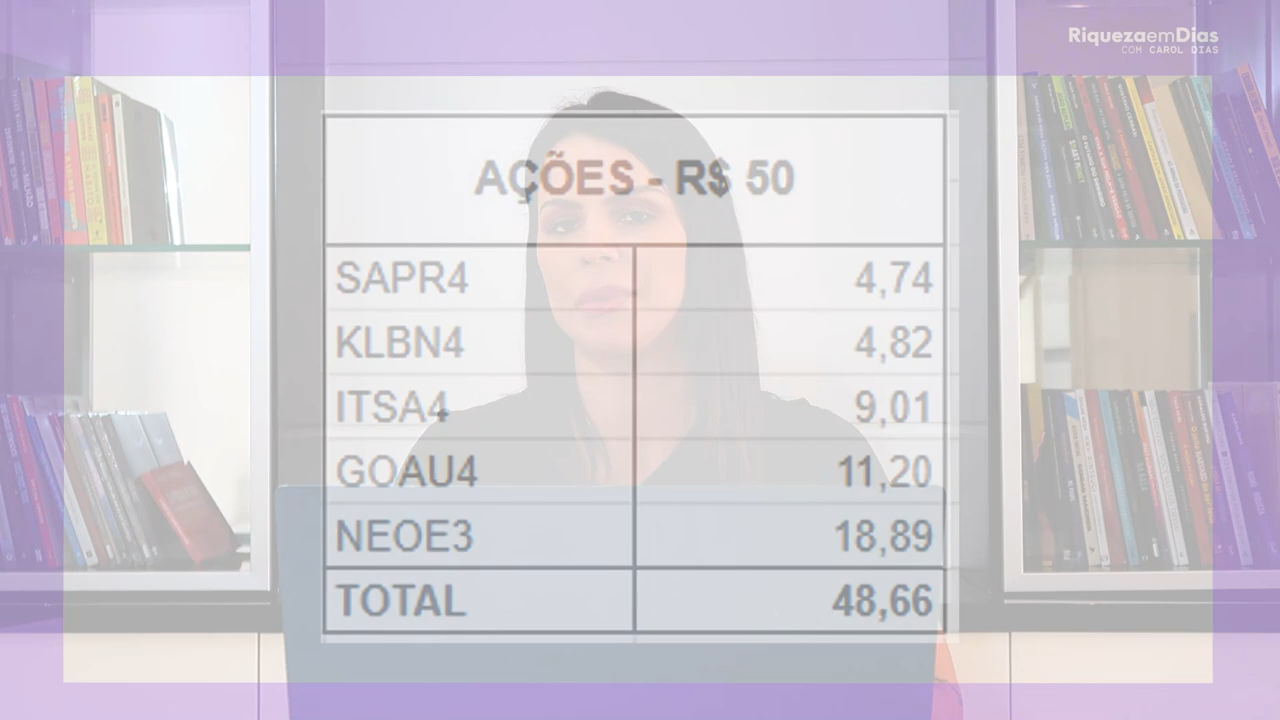 RiquezaemDias
COM CAROL DIAS
AÇÕES - R$ 50
SAPR4 4,74
KLBN4 4,82
ITSA4 9,01
GOAU4 11,20
NEOE3 18,89
TOTAL 48,66